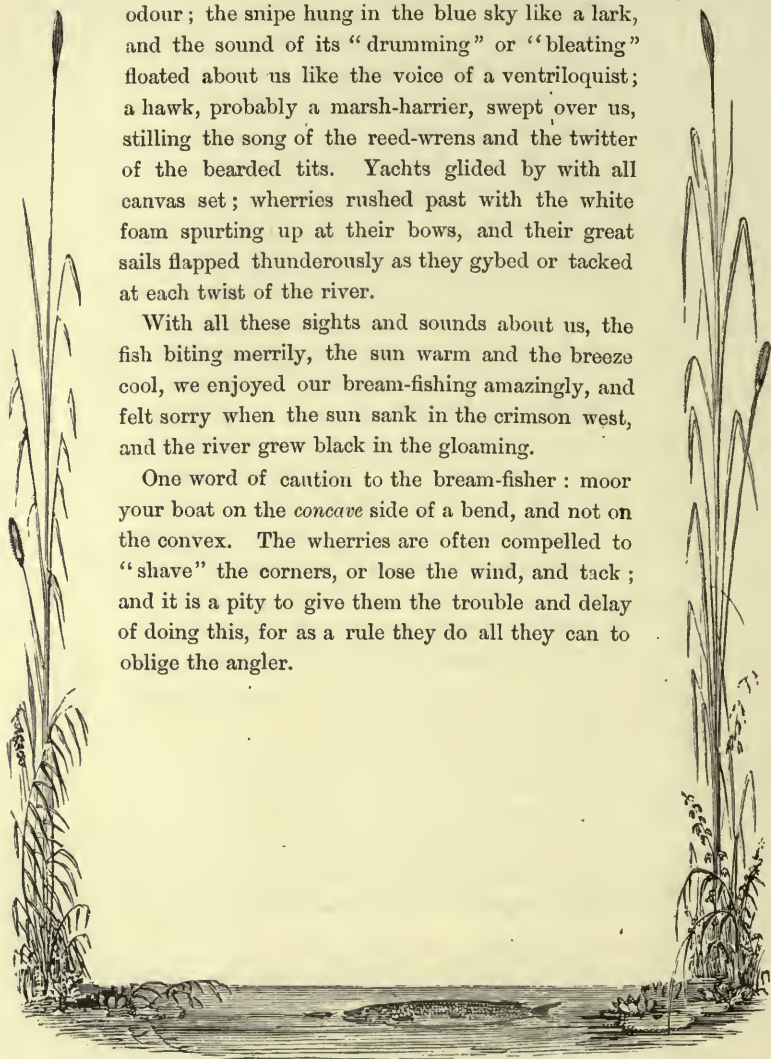 odour ; the snipe hung in the blue sky like a lark,
and the sound of its “ drumming” or “bleating”
floated about us like the voice of a ventriloquist;
a hawk, probably a marsh-harrier, swept over us,
stilling the song of the reed-wrens and the twitter
of the bearded tits. Yachts glided by with all
canvas set ; wherries rushed past with the white
foam spurting up at their bows, and their great
sails flapped thunderously as they gybed or tacked
at each twist of the river.
With all these sights and sounds about us, the
fish biting merrily, the sun warm and the breeze
cool, we enjoyed our bream-fishing amazingly, and
felt sorry when the sun sank in the crimson west,
and the river grew black in the gloaming.
One word of caution to the bream-fisher : moor
your boat on the concave side of a bend, and not on
the convex. The wherries are often compelled to
“ shave” the corners, or lose the wind, and tack ;
and it is a pity to give them the trouble and delay
of doing this, for as a rule they do all they can to
oblige the angler.